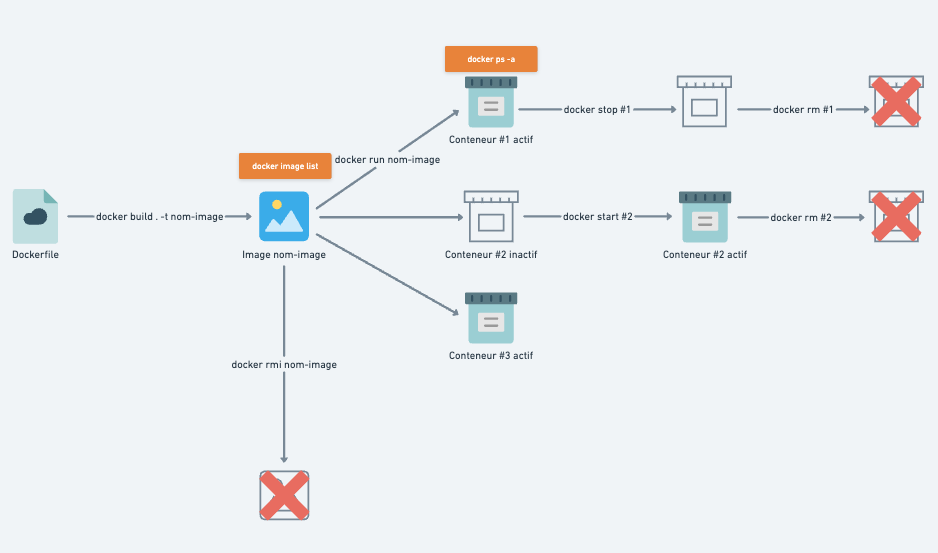 docker ps -a
docker stop #1
docker rm #1
Conteneur #1 actif
docker run nom-image
docker image list
docker build . -t nom-image
docker start #2
docker rm #2
Dockerfile
Image nom-image
Conteneur #2 inactif
Conteneur #2 actif
Conteneur #3 actif
docker rmi nom-image